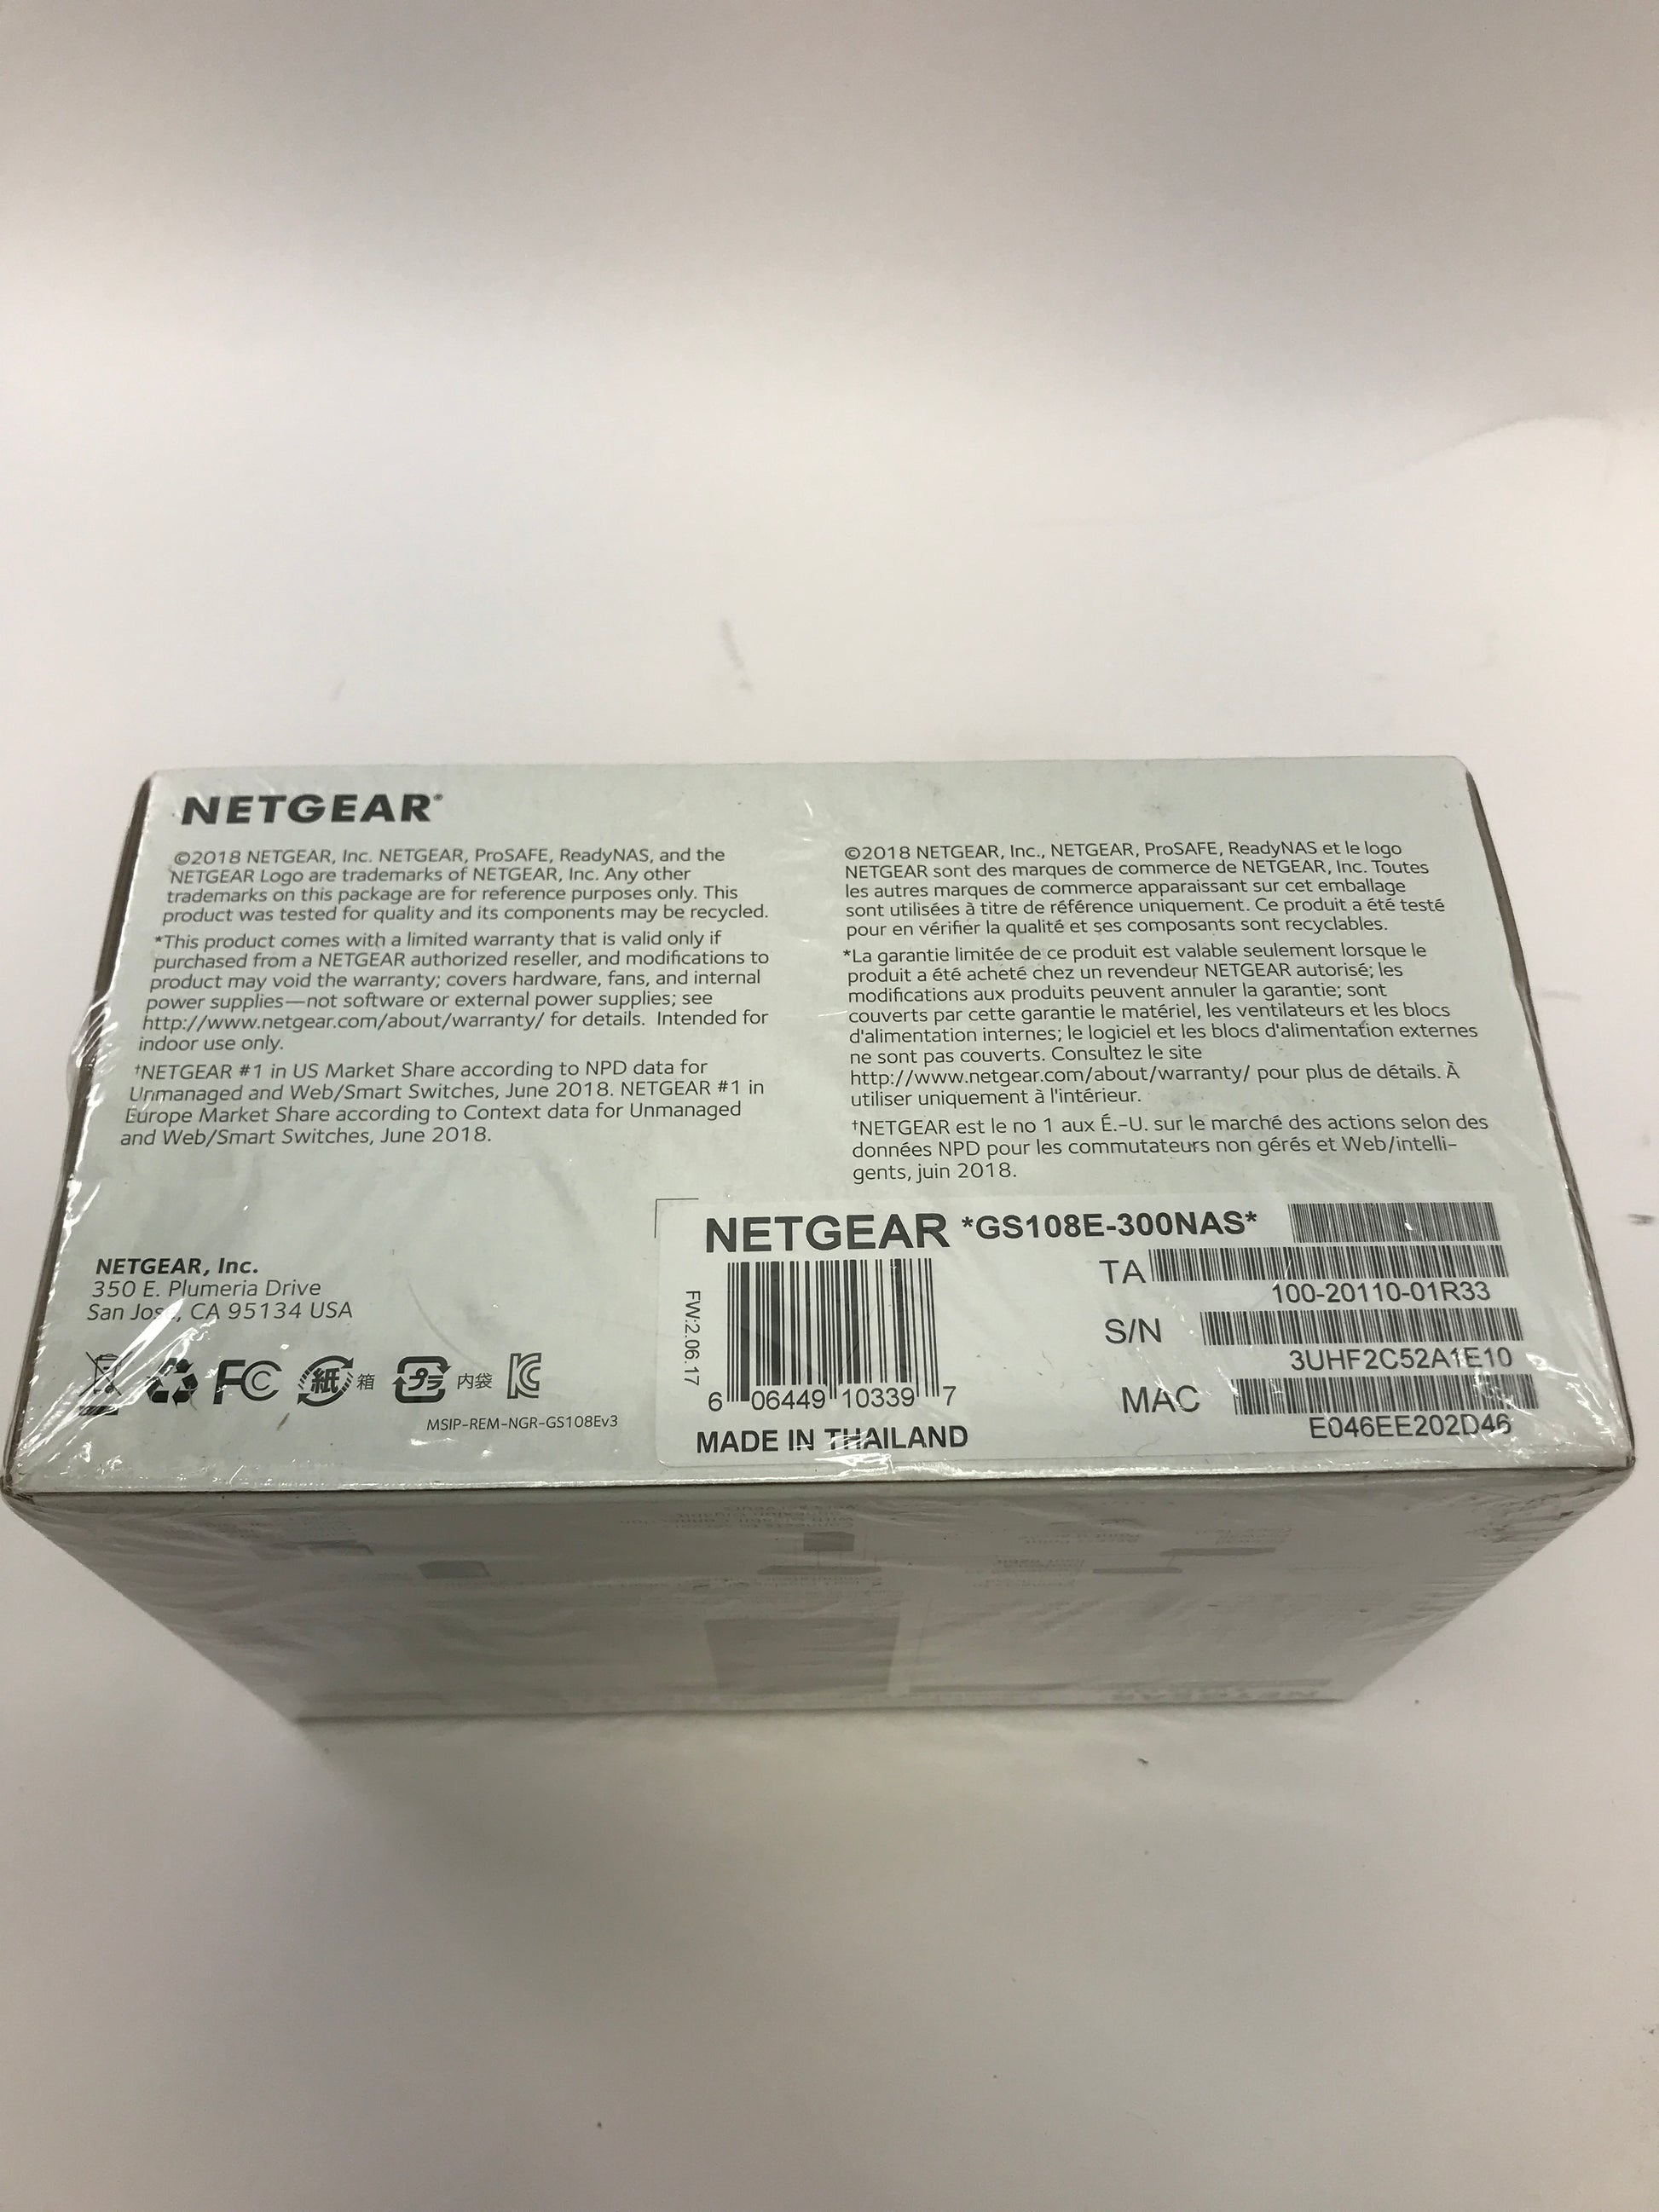 NETGEAR®
©2018 NETGEAR, Inc. NETGEAR, ProSAFE, ReadyNAS, and the
NETGEAR Logo are trademarks of NETGEAR, Inc. Any other
trademarks on this package are for reference purposes only. This
product was tested for quality and its components may be recycled.
*This product comes with a limited warranty that is valid only if
purchased from a NETGEAR authorized reseller, and modifications to
product may void the warranty; covers hardware, fans, and internal
power supplies—not software or external power supplies; see
http://www.netgear.com/about/warranty/ for details. Intended for
indoor use only.
†NETGEAR #1 in US Market Share according to NPD data for
Unmanaged and Web/Smart Switches, June 2018. NETGEAR #1 in
Europe Market Share according to Context data for Unmanaged
and Web/Smart Switches, June 2018.
©2018 NETGEAR, Inc., NETGEAR, ProSAFE, ReadyNAS et le logo
NETGEAR sont des marques de commerce de NETGEAR, Inc. Toutes
les autres marques de commerce apparaissant sur cet emballage
sont utilisées à titre de référence uniquement. Ce produit a été testé
pour en vérifier la qualité et ses composants sont recyclables.
*La garantie limitée de ce produit est valable seulement lorsque le
produit a été acheté chez un revendeur NETGEAR autorisé; les
modifications aux produits peuvent annuler la garantie; sont
couverts par cette garantie le matériel, les ventilateurs et les blocs
d'alimentation internes; le logiciel et les blocs d'alimentation externes
ne sont pas couverts. Consultez le site
http://www.netgear.com/about/warranty/ pour plus de détails. À
utiliser uniquement à l'intérieur.
†NETGEAR est le no 1 aux É.-U. sur le marché des actions selon des
données NPD pour les commutateurs non gérés et Web/intelli-
gents, juin 2018.
NETGEAR, Inc.
350 E. Plumeria Drive
San Jose, CA 95134 USA
FC 紙 箱 プラ 内袋
MSIP-REM-NGR-GS108Ev3
NETGEAR *GS108E-300NAS*
FW:2.06.17
6 06449 10339 7
MADE IN THAILAND
TA
100-20110-01R33
S/N
3UHF2C52A1E10
MAC
E046EE202D46
NETGEAR